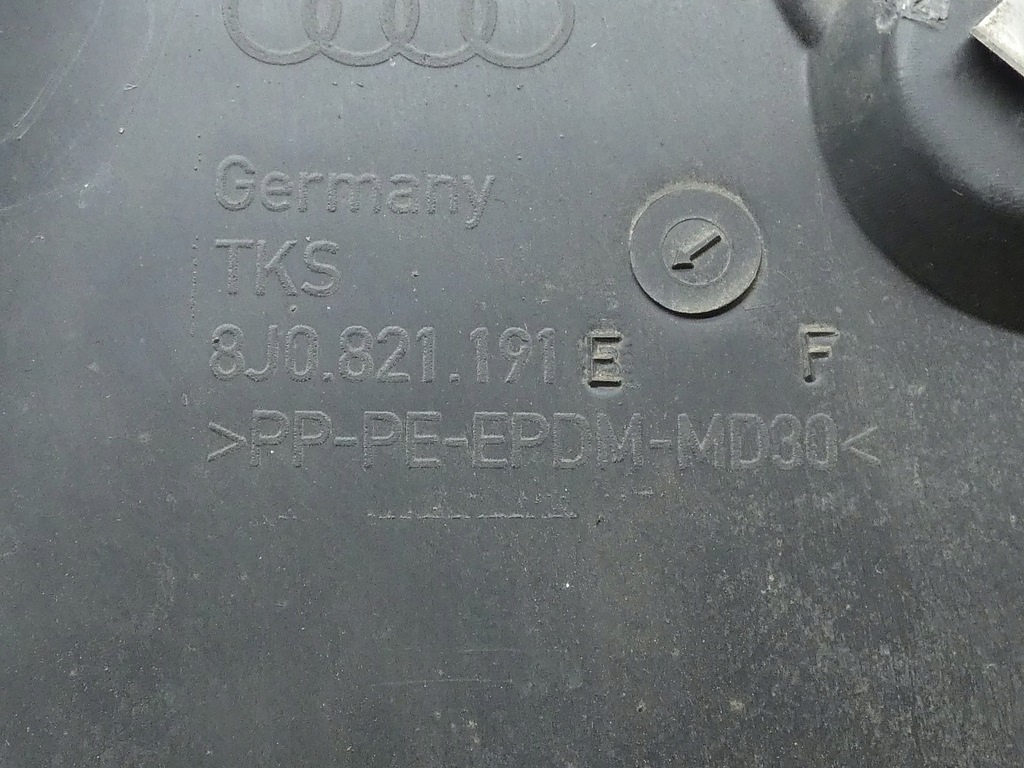 Germany
TKS
8J0.821.191 E F
>PP-PE-EPDM-MD30<